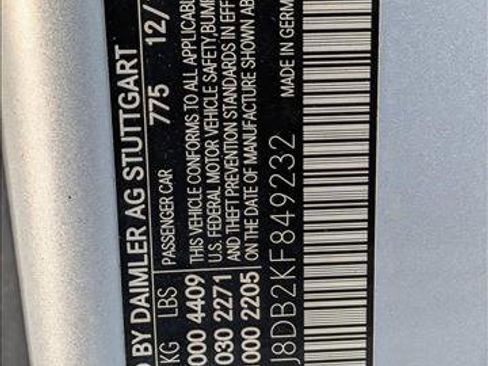 D BY DAIMLER AG STUTTGART
775 12/
KG LBS PASSENGER CAR
000 4409 THIS VEHICLE CONFORMS TO ALL APPLICABLE
030 2271 U.S. FEDERAL MOTOR VEHICLE SAFETY, BUMP
AND THEFT PREVENTION STANDARDS IN EFF
000 2205 ON THE DATE OF MANUFACTURE SHOWN AB
J8DB2KF849232 MADE IN GERM